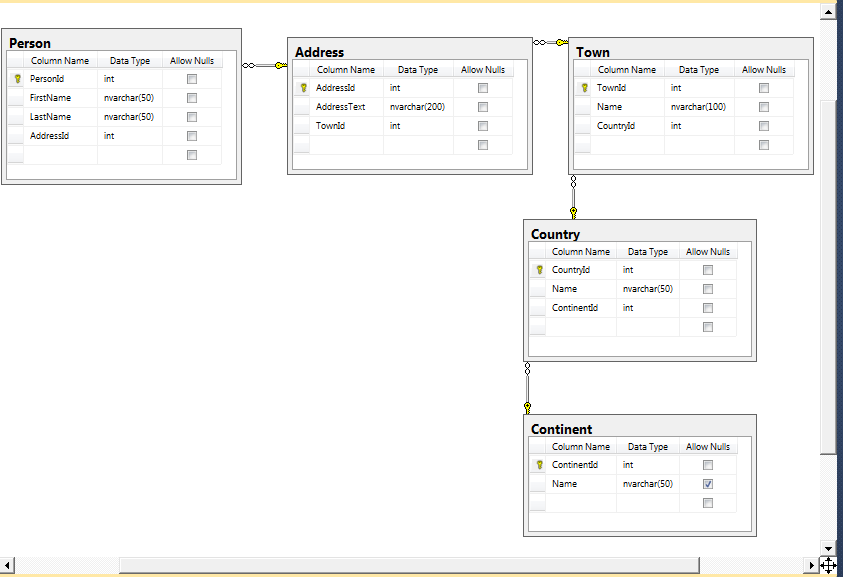 Person
Column Name Data Type Allow Nulls
PersonId int
FirstName nvarchar(50)
LastName nvarchar(50)
AddressId int
Address
Column Name Data Type Allow Nulls
AddressId int
AddressText nvarchar(200)
TownId int
Town
Column Name Data Type Allow Nulls
TownId int
Name nvarchar(100)
CountryId int
Country
Column Name Data Type Allow Nulls
CountryId int
Name nvarchar(50)
ContinentId int
Continent
Column Name Data Type Allow Nulls
ContinentId int
Name nvarchar(50)